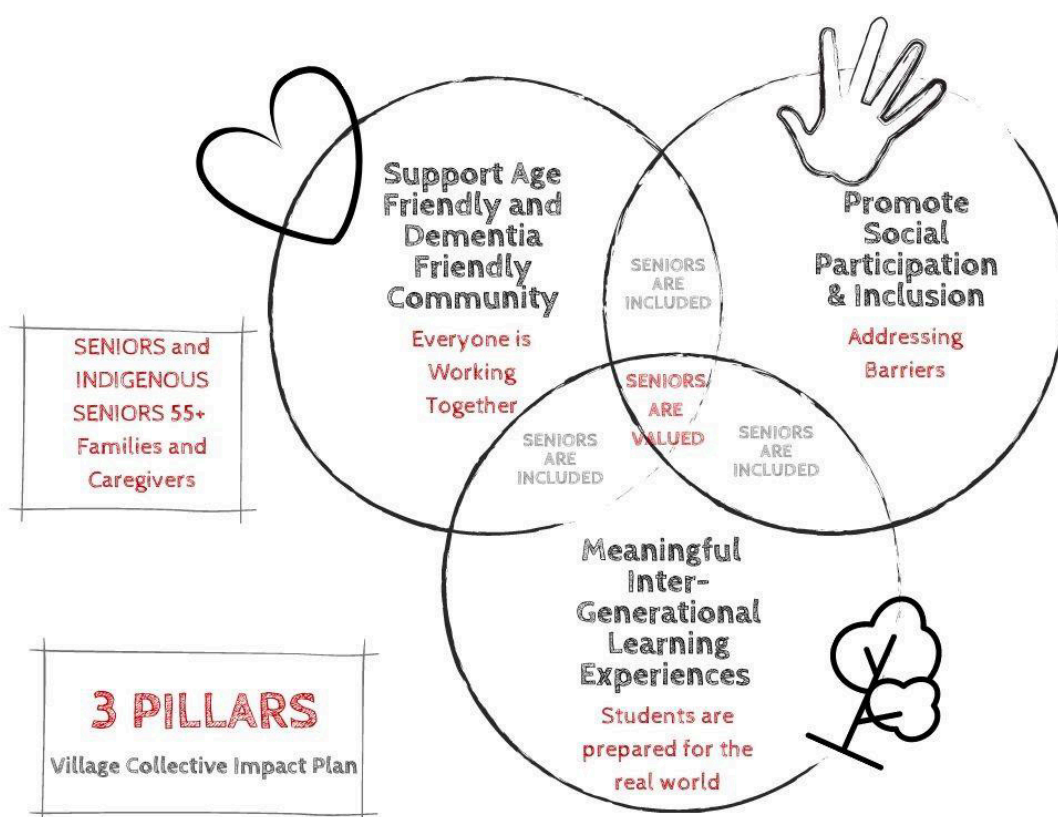 Support Age
Friendly and
Dementia
Friendly
Community
Everyone is
Working
Together
SENIORS
ARE
INCLUDED
Promote
Social
Participation
& Inclusion
Addressing
Barriers
SENIORS and
INDIGENOUS
SENIORS 55+
Families and
Caregivers
SENIORS
ARE
VALUED
SENIORS
ARE
INCLUDED
SENIORS
ARE
INCLUDED
Meaningful
Inter-
Generational
Learning
Experiences
Students are
prepared for the
real world
3 PILLARS
Village Collective Impact Plan